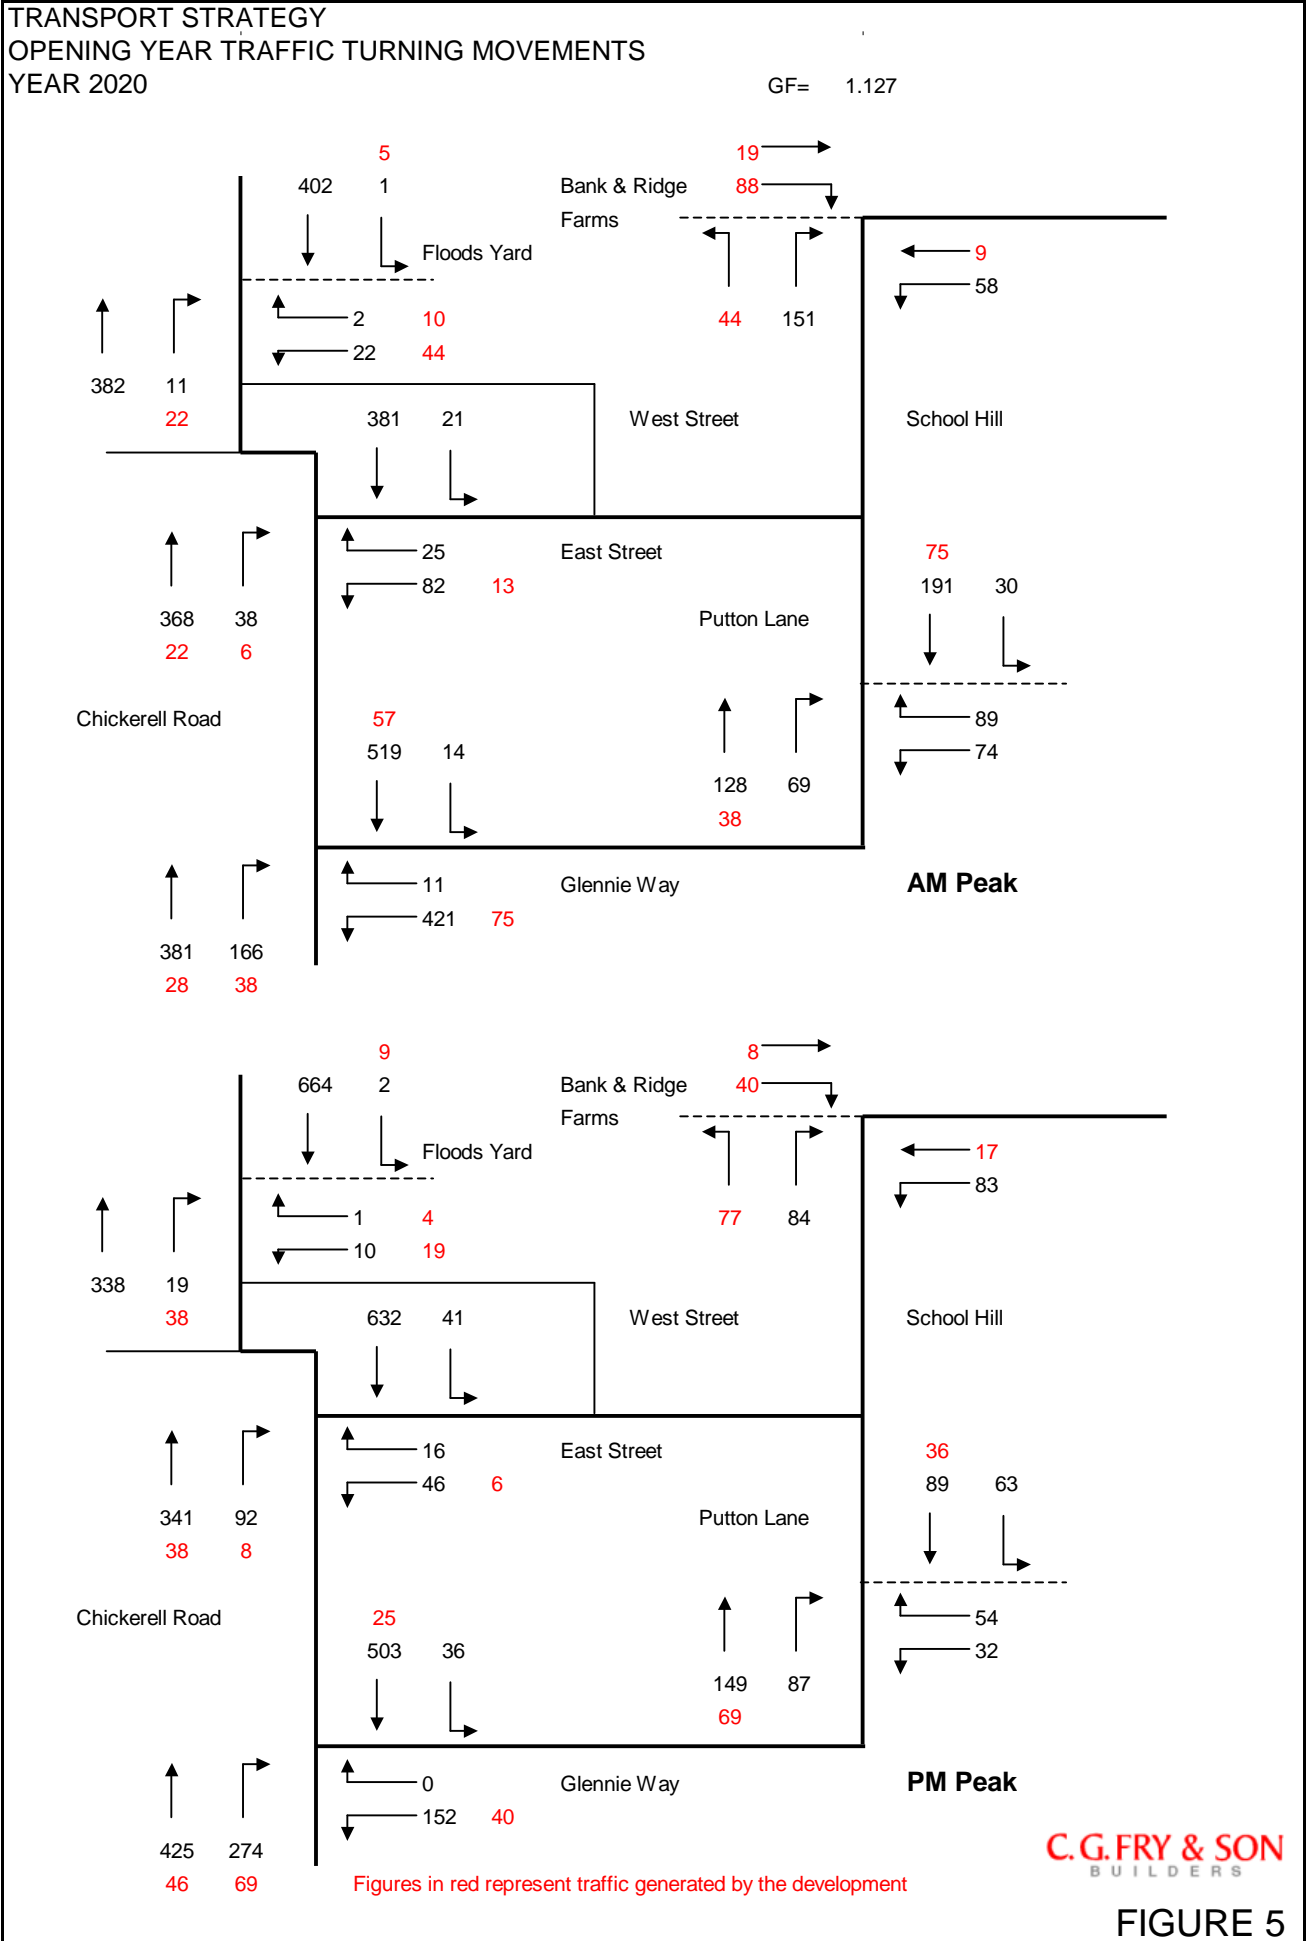 TRANSPORT STRATEGY
OPENING YEAR TRAFFIC TURNING MOVEMENTS
YEAR 2020
GF= 1.127
5 19
402 1 Bank & Ridge 88
Farms
Floods Yard 9
58
2 10 44 151
22 44
382 11
22 381 21 West Street School Hill
25 East Street 75
82 13 191 30
368 38 Putton Lane
22 6
Chickerell Road 57 89
519 14 74
128 69
38
11 Glennie Way AM Peak
421 75
381 166
28 38
9 8
664 2 Bank & Ridge 40
Farms
Floods Yard 17
83
1 4 77 84
10 19
338 19
38 632 41 West Street School Hill
16 East Street 36
46 6 89 63
341 92 Putton Lane
38 8
Chickerell Road 25 54
503 36 32
149 87
69
0 Glennie Way PM Peak
152 40
425 274
46 69 Figures in red represent traffic generated by the development
C.G.FRY & SON
BUILDERS
FIGURE 5